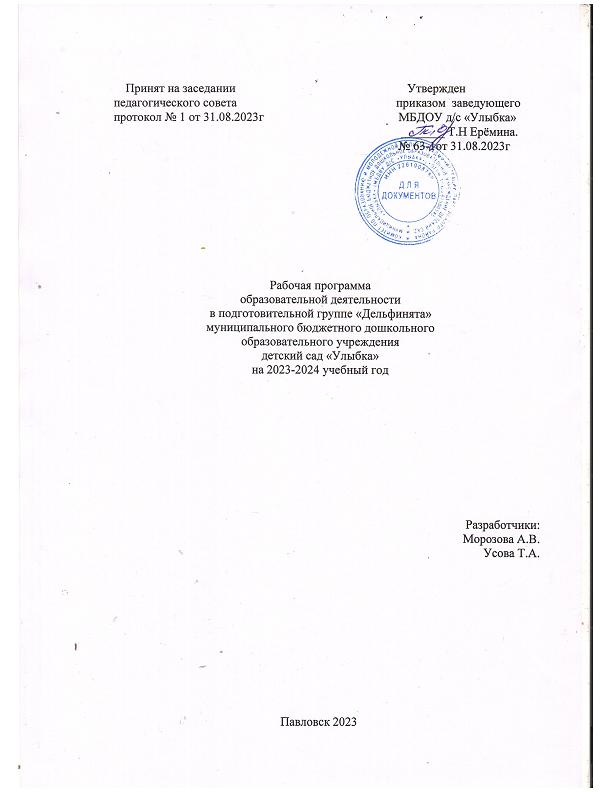 Принят на заседании
педагогического совета
протокол № 1 от 31.08.2023г
Утвержден
приказом заведующего
МБДОУ д/с «Улыбка»
Т.Н Ерёмина.
№ 63-1 от 31.08.2023г
ДЛЯ
ДОКУМЕНТОВ
Рабочая программа
образовательной деятельности
в подготовительной группе «Дельфинята»
муниципального бюджетного дошкольного
образовательного учреждения
детский сад «Улыбка»
на 2023-2024 учебный год
Разработчики:
Морозова А.В.
Усова Т.А.
Павловск 2023